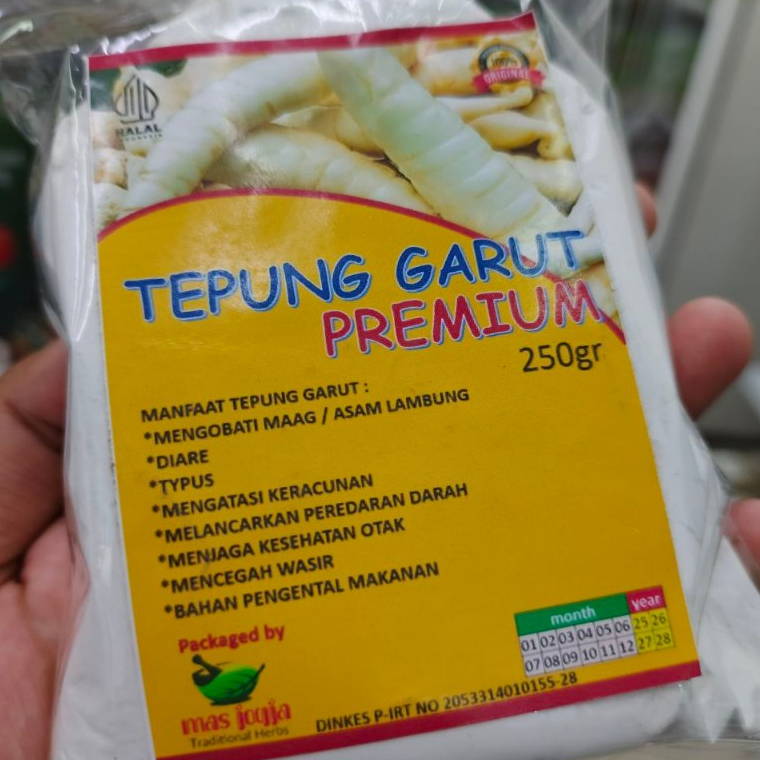 HALAL
INDONESIA
100%
ORIGINAL
TEPUNG GARUT
PREMIUM
250gr
MANFAAT TEPUNG GARUT :
*MENGOBATI MAAG / ASAM LAMBUNG
*DIARE
*TYPUS
*MENGATASI KERACUNAN
*MELANCARKAN PEREDARAN DARAH
*MENJAGA KESEHATAN OTAK
*MENCEGAH WASIR
*BAHAN PENGENTAL MAKANAN
Packaged by
mas jogja
Traditional Herbs
month year
01 02 03 04 05 06 25 26
07 08 09 10 11 12 27 28
DINKES P-IRT NO 2053314010155-28